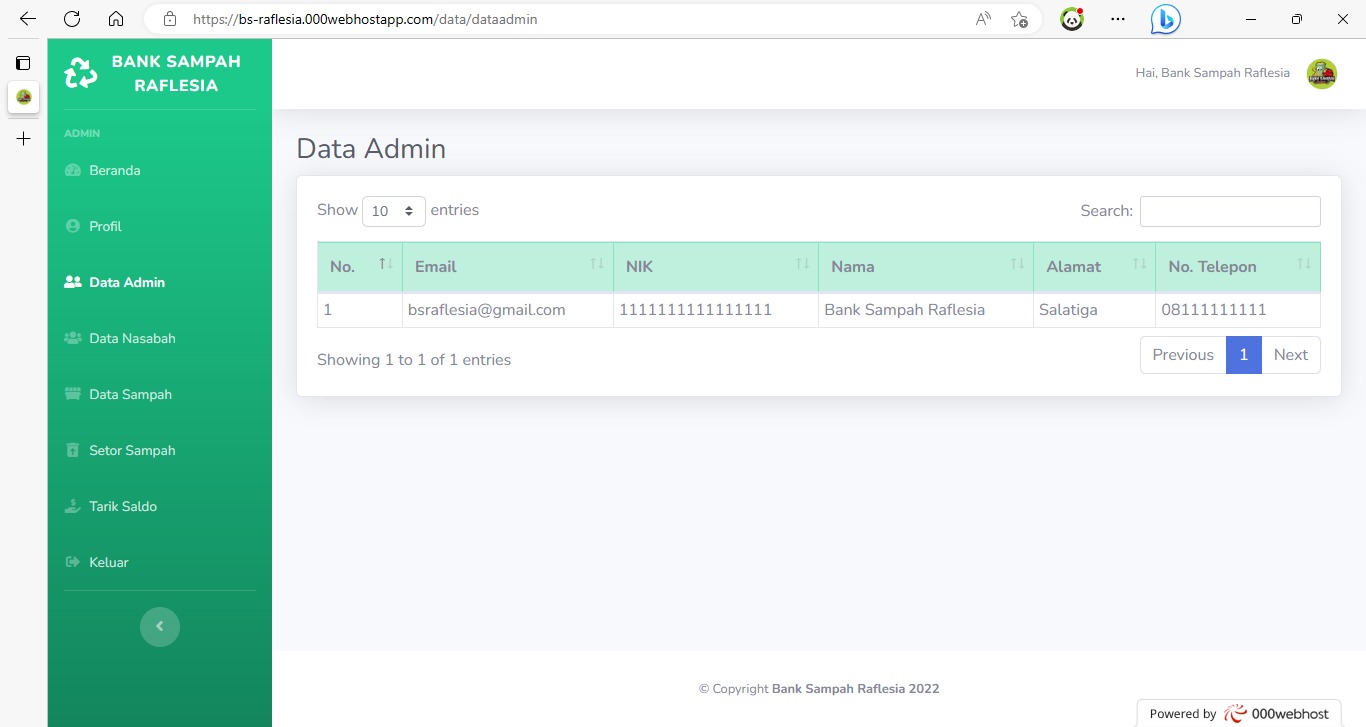 https://bs-raflesia.000webhostapp.com/data/dataadmin
BANK SAMPAH
RAFLESIA
Hai, Bank Sampah Raflesia
ADMIN
Beranda
Profil
Data Admin
Data Nasabah
Data Sampah
Setor Sampah
Tarik Saldo
Keluar
Data Admin
Show 10 entries
Search:
No. Email NIK Nama Alamat No. Telepon
1 bsraflesia@gmail.com 1111111111111111 Bank Sampah Raflesia Salatiga 08111111111
Showing 1 to 1 of 1 entries
Previous 1 Next
© Copyright Bank Sampah Raflesia 2022
Powered by 000webhost